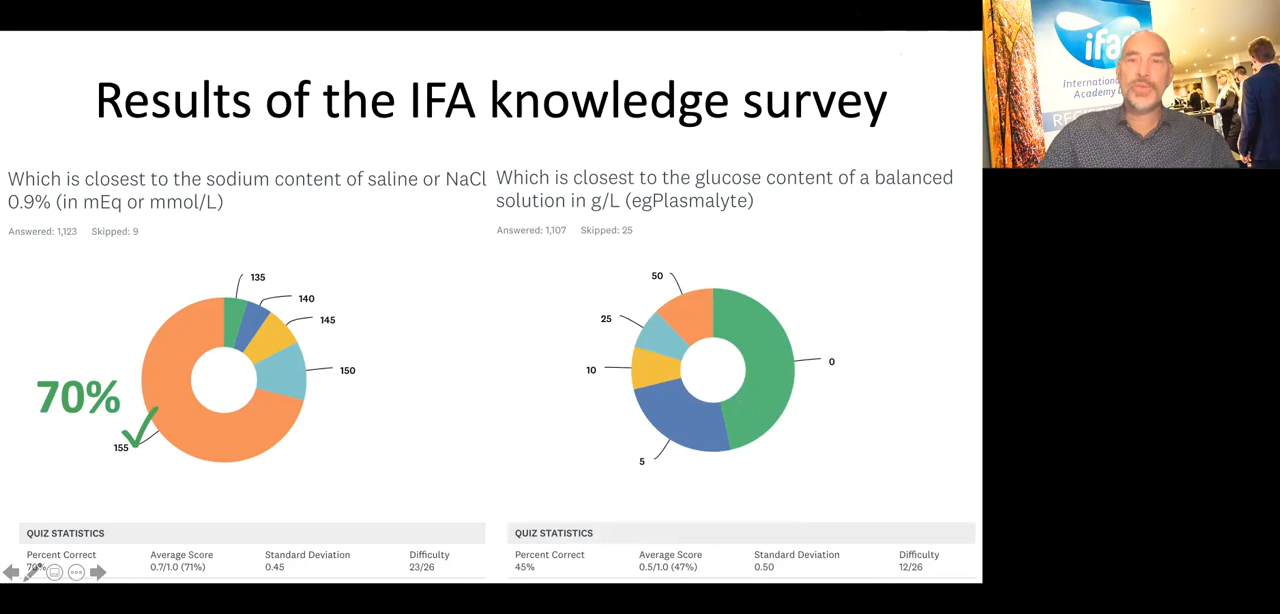 Results of the IFA knowledge survey
Which is closest to the sodium content of saline or NaCl
0.9% (in mEq or mmol/L)
Answered: 1,123 Skipped: 9
135
140
145
150
155
70%
QUIZ STATISTICS
Percent Correct Average Score Standard Deviation Difficulty
70% 0.7/1.0 (71%) 0.45 23/26
Which is closest to the glucose content of a balanced
solution in g/L (egPlasmalyte)
Answered: 1,107 Skipped: 25
50
25
10
5
0
QUIZ STATISTICS
Percent Correct Average Score Standard Deviation Difficulty
45% 0.5/1.0 (47%) 0.50 12/26
ifa
International
Academy